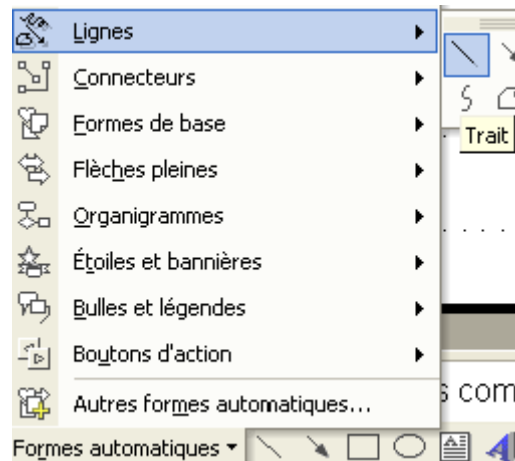 Lignes
Connecteurs
Formes de base
Flèches pleines
Organigrammes
Étoiles et bannières
Bulles et légendes
Boutons d'action
Autres formes automatiques...
Formes automatiques
Trait
com